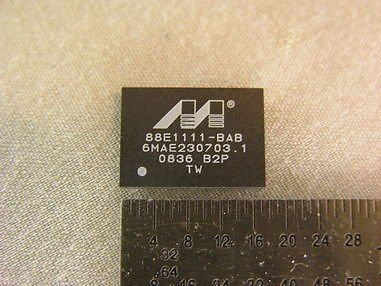 ®
88E1111-BAB
6MAE230703.1
0836 B2P
TW
4 8 12 16 20 24 28
32
64